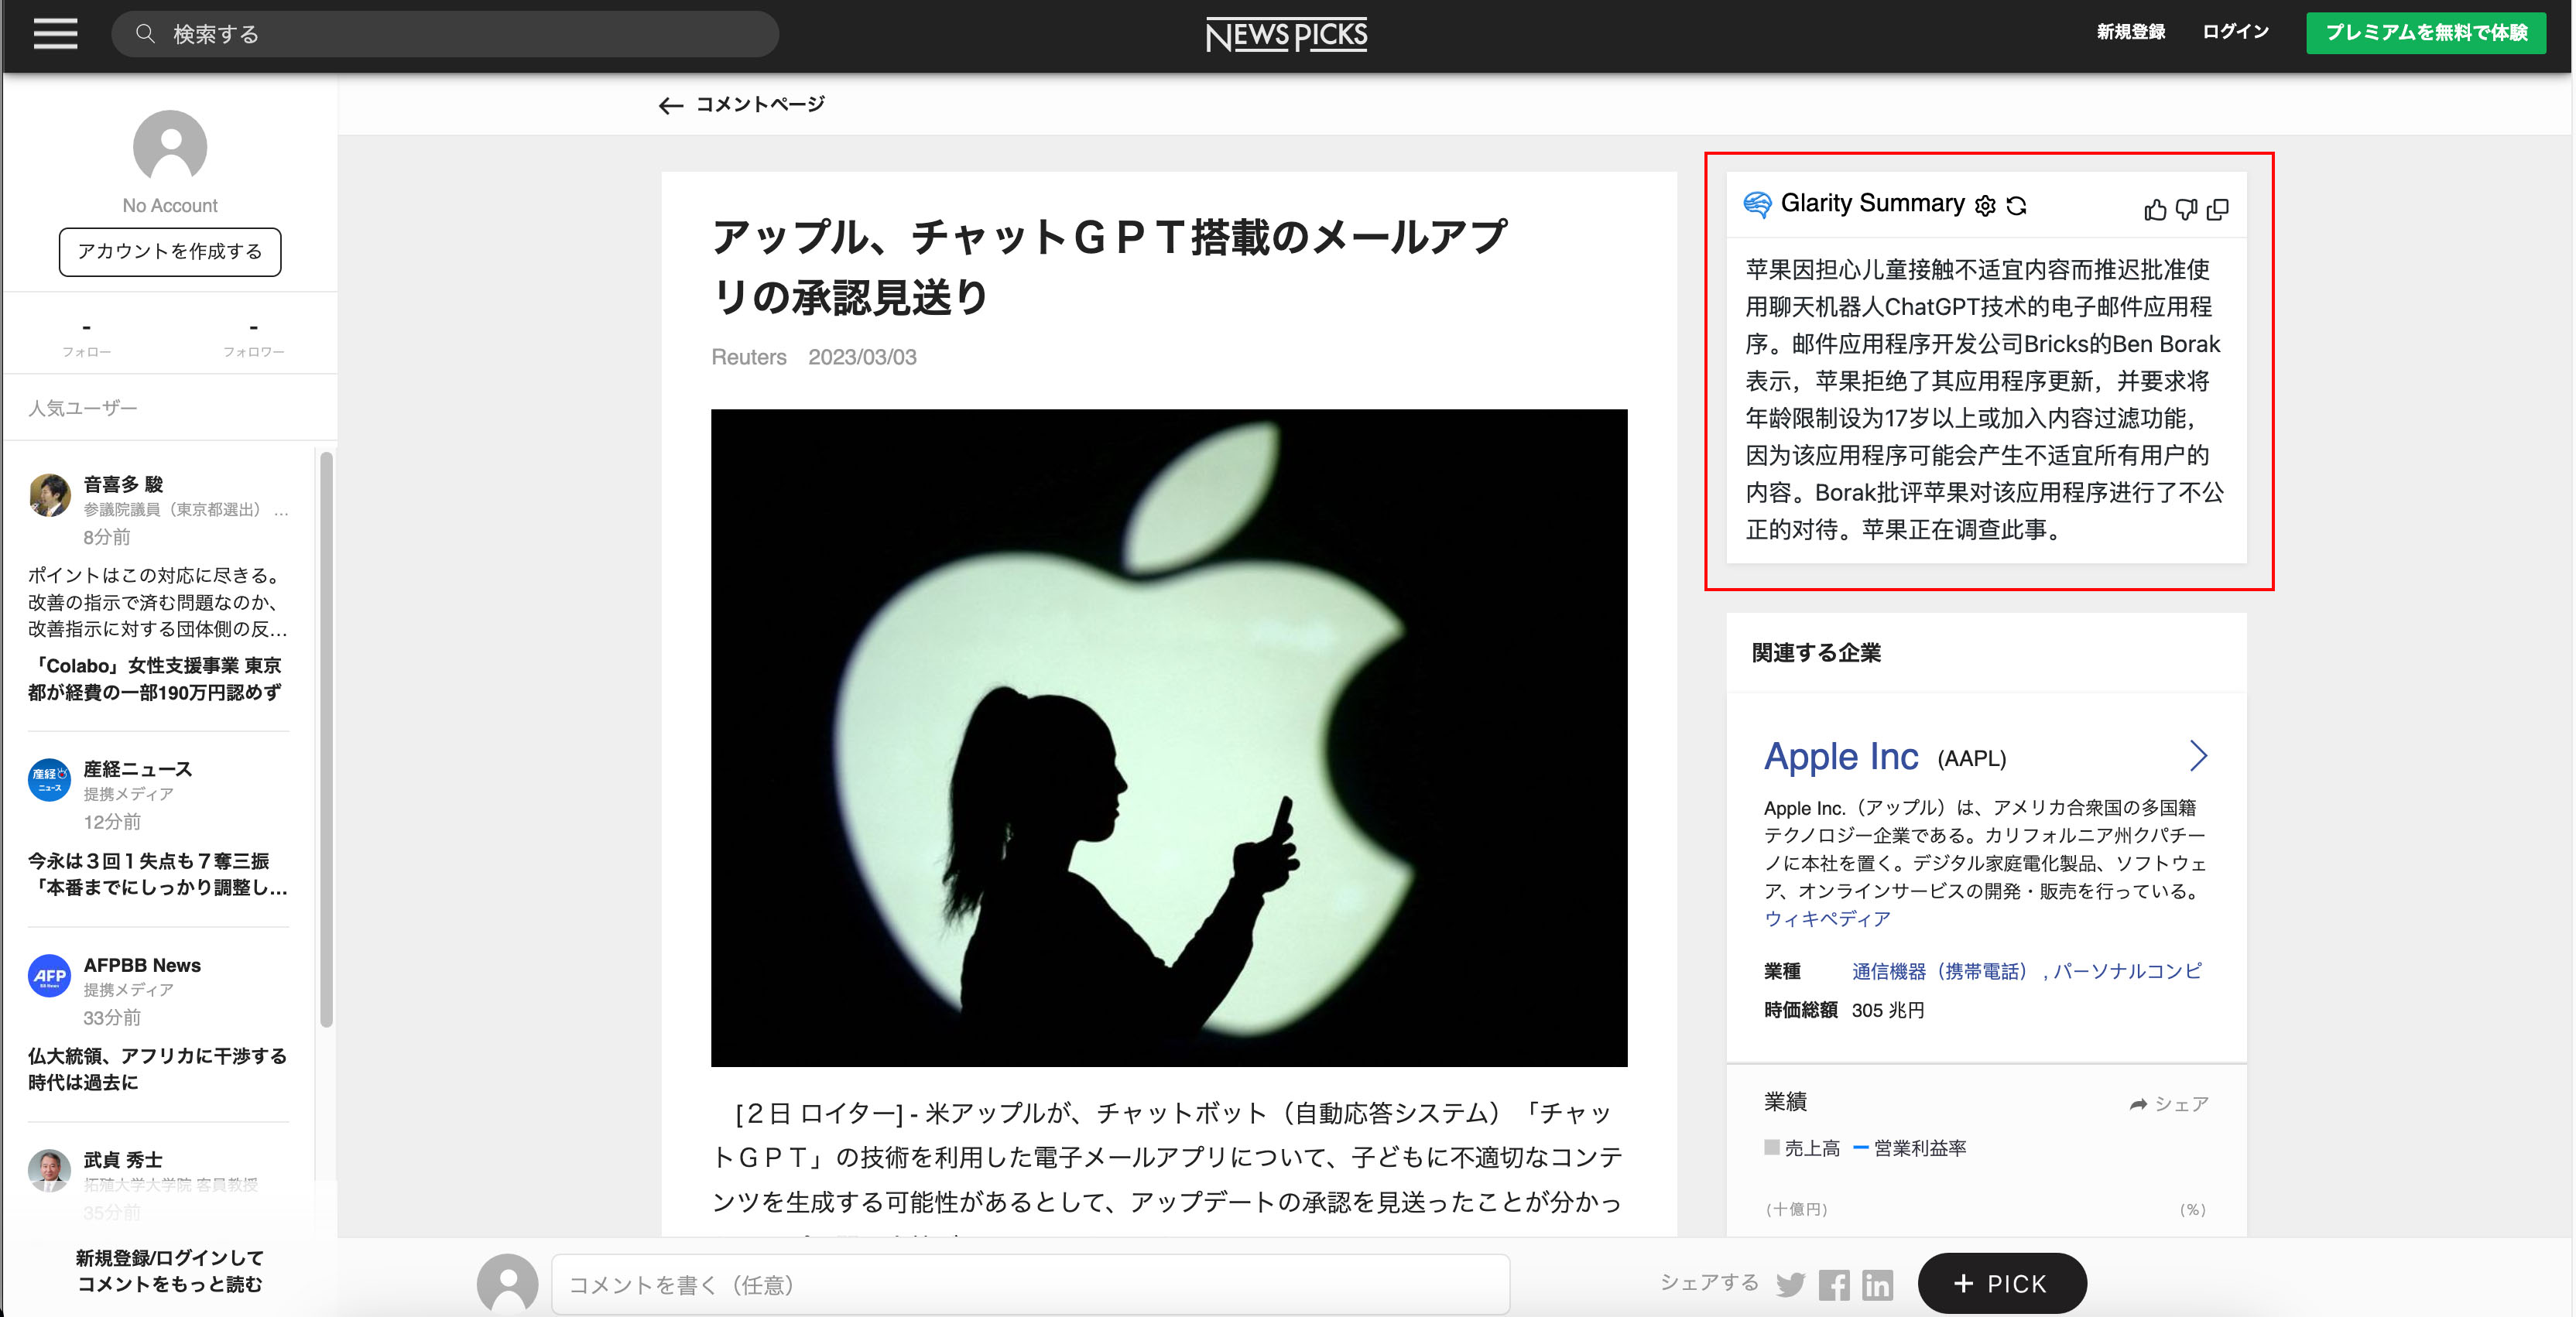 検索する
NEWSPICKS
新規登録
ログイン
プレミアムを無料で体験
No Account
アカウントを作成する
-
フォロー
-
フォロワー
人気ユーザー
音喜多 駿
参議院議員（東京都選出） ...
8分前
ポイントはこの対応に尽きる。
改善の指示で済む問題なのか、
改善指示に対する団体側の反...
「Colabo」女性支援事業 東京
都が経費の一部190万円認めず
産経
ニュース
産経ニュース
提携メディア
12分前
今永は３回１失点も７奪三振
「本番までにしっかり調整し...
AFP
BB News
AFPBB News
提携メディア
33分前
仏大統領、アフリカに干渉する
時代は過去に
武貞 秀士
拓殖大学大学院 客員教授
35分前
新規登録/ログインして
コメントをもっと読む
コメントページ
アップル、チャットＧＰＴ搭載のメールアプ
リの承認見送り
Reuters 2023/03/03
[２日 ロイター] - 米アップルが、チャットボット（自動応答システム）「チャッ
トＧＰＴ」の技術を利用した電子メールアプリについて、子どもに不適切なコンテ
ンツを生成する可能性があるとして、アップデートの承認を見送ったことが分かっ
Glarity Summary
苹果因担心儿童接触不适宜内容而推迟批准使
用聊天机器人ChatGPT技术的电子邮件应用程
序。邮件应用程序开发公司Bricks的Ben Borak
表示，苹果拒绝了其应用程序更新，并要求将
年龄限制设为17岁以上或加入内容过滤功能，
因为该应用程序可能会产生不适宜所有用户的
内容。Borak批评苹果对该应用程序进行了不公
正的对待。苹果正在调查此事。
関連する企業
Apple Inc (AAPL)
Apple Inc.（アップル）は、アメリカ合衆国の多国籍
テクノロジー企業である。カリフォルニア州クパチー
ノに本社を置く。デジタル家庭電化製品、ソフトウェ
ア、オンラインサービスの開発・販売を行っている。
ウィキペディア
業種 通信機器（携帯電話） , パーソナルコンピ
時価総額 305 兆円
業績
シェア
売上高 営業利益率
(十億円)
(%)
コメントを書く（任意）
シェアする
+ PICK